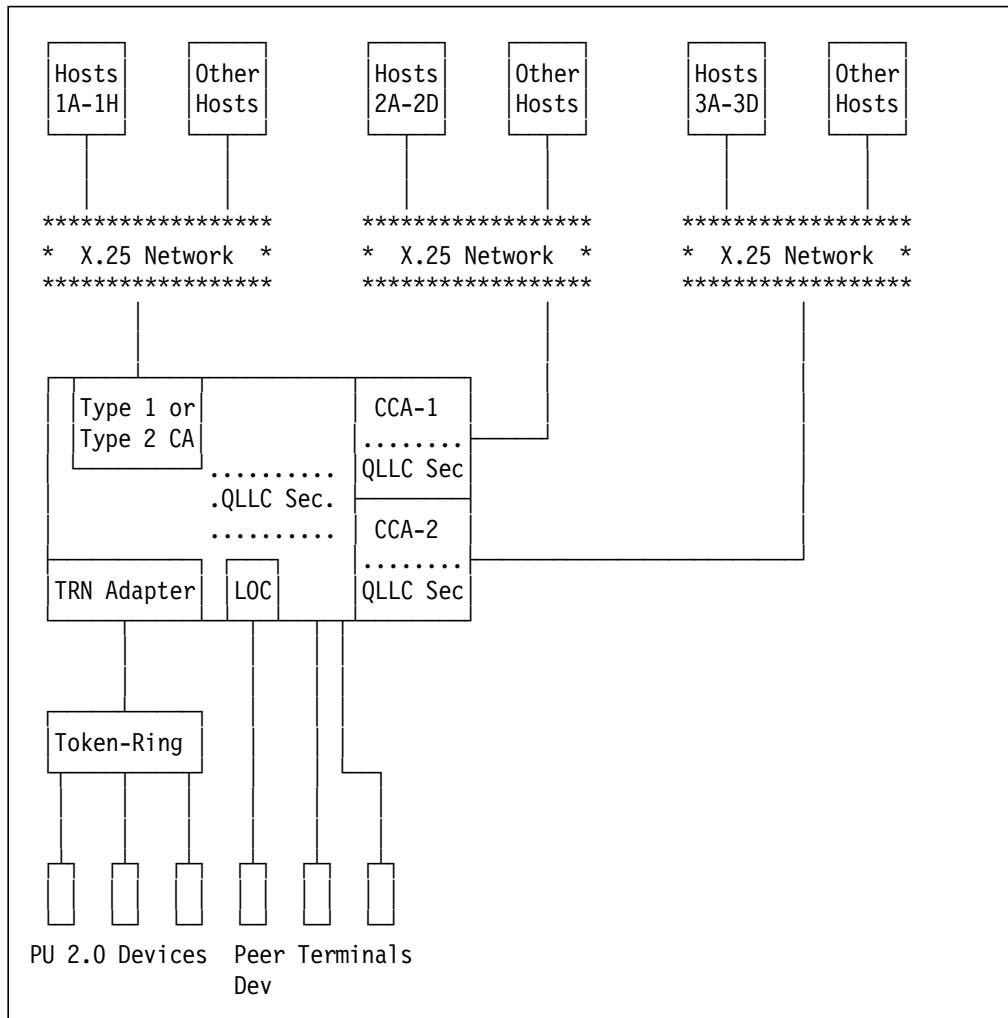 Hosts Other Hosts Other Hosts Other
1A-1H Hosts 2A-2D Hosts 3A-3D Hosts
****************** ****************** ******************
* X.25 Network * * X.25 Network * * X.25 Network *
****************** ****************** ******************
Type 1 or CCA-1
Type 2 CA ........
.......... QLLC Sec
.QLLC Sec.
.......... CCA-2
........
TRN Adapter LOC QLLC Sec
Token-Ring
PU 2.0 Devices Peer Terminals
Dev